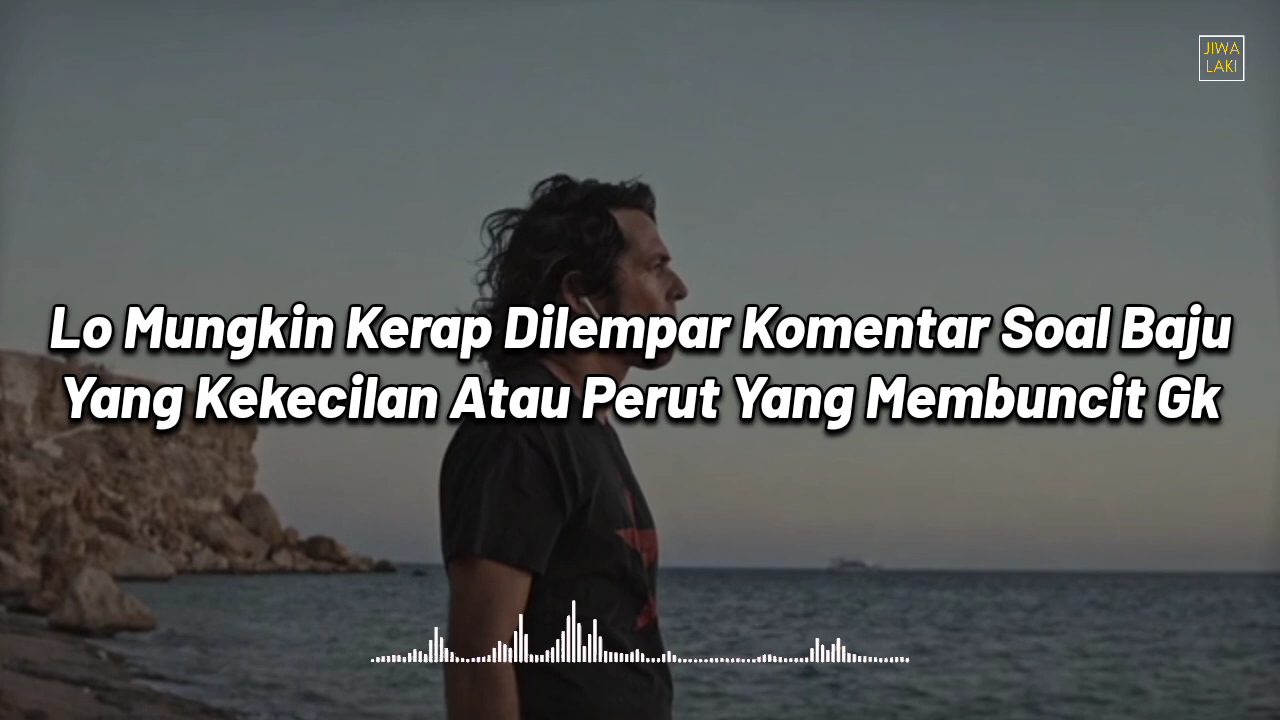 JIWA
LAKI
Lo Mungkin Kerap Dilempar Komentar Soal Baju
Yang Kekecilan Atau Perut Yang Membuncit Gk